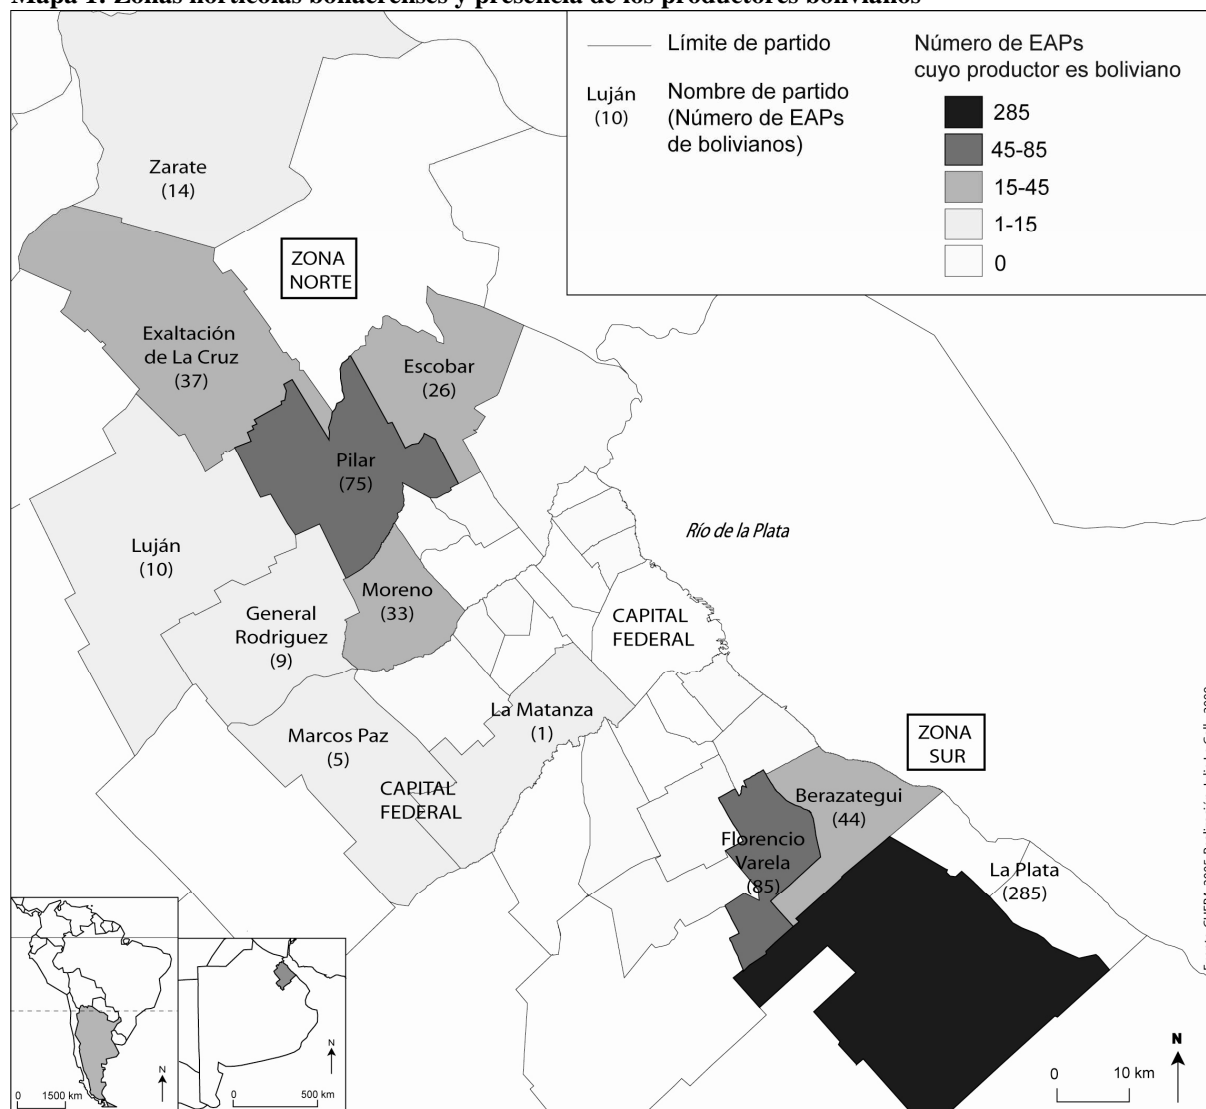 Mapa 1: Zonas hortícolas bonaerenses y presencia de los productores bolivianos
Límite de partido
Luján
(10)
Nombre de partido
(Número de EAPs
de bolivianos)
Número de EAPs
cuyo productor es boliviano
285
45-85
15-45
1-15
0
Zarate
(14)
ZONA
NORTE
Exaltación
de La Cruz
(37)
Escobar
(26)
Pilar
(75)
Río de la Plata
Luján
(10)
Moreno
(33)
General
Rodriguez
(9)
CAPITAL
FEDERAL
La Matanza
(1)
Marcos Paz
(5)
CAPITAL
FEDERAL
ZONA
SUR
Berazategui
(44)
Florencio
Varela
(85)
La Plata
(285)
N
0 1500 km
N
0 500 km
N
0 10 km